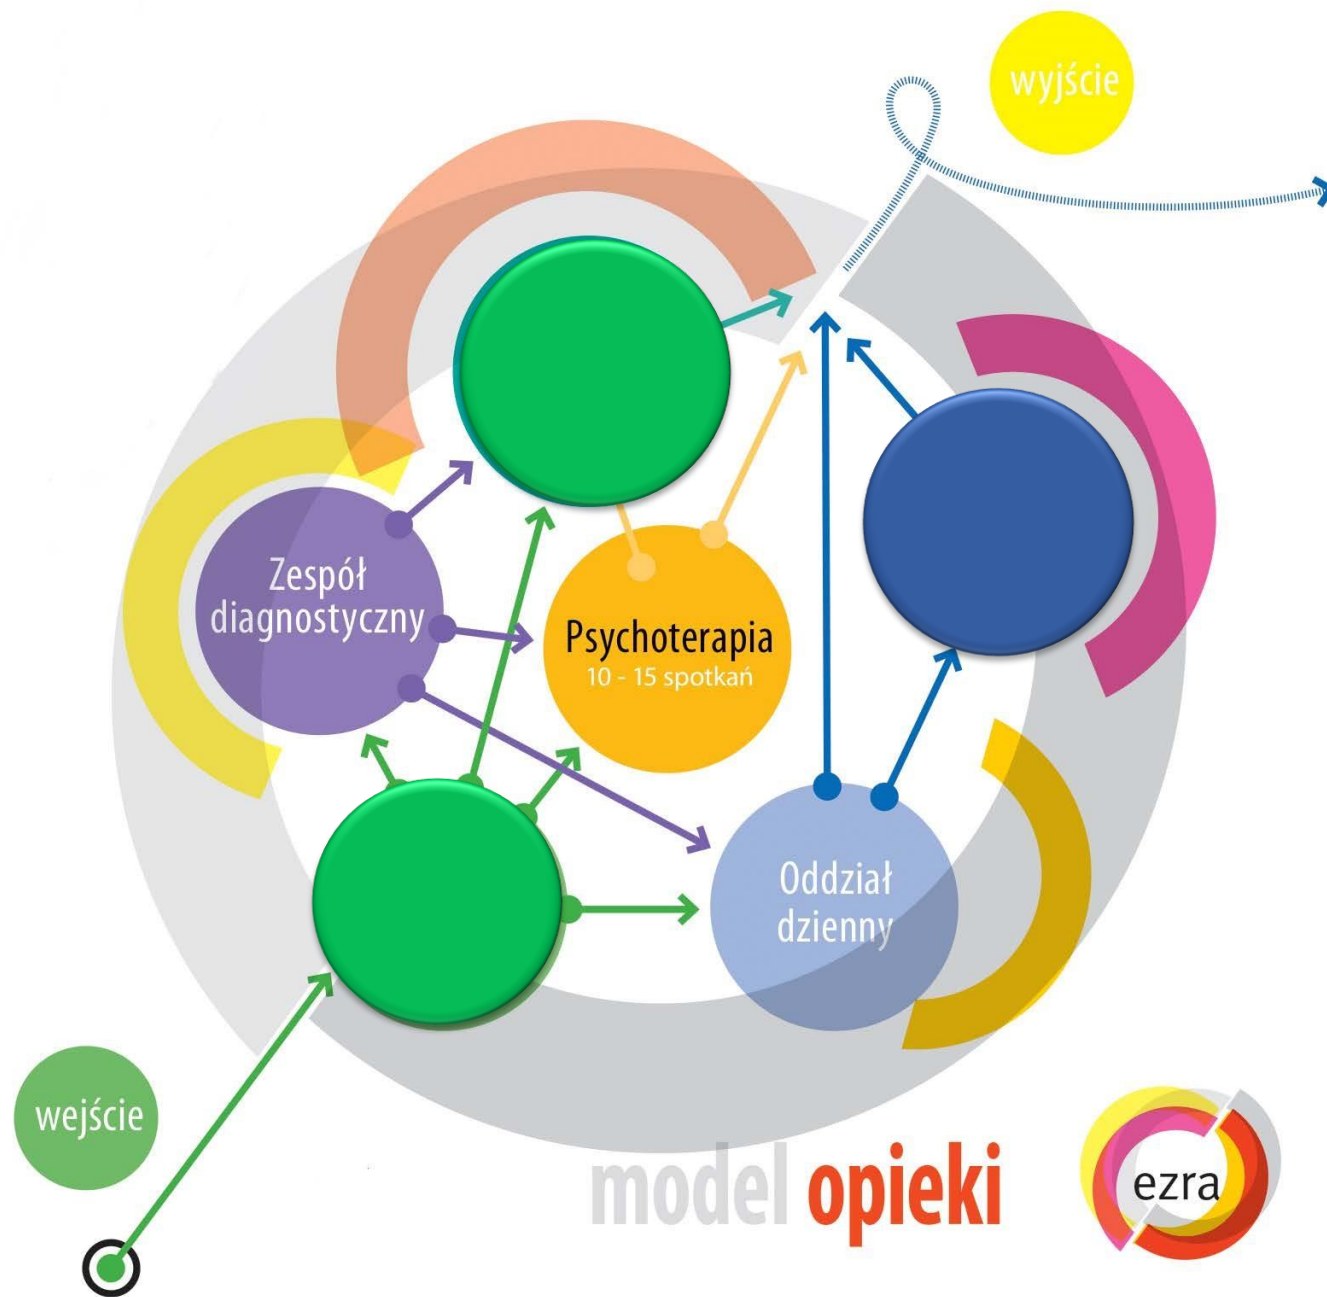 wyjście
Zespół
diagnostyczny
Psychoterapia
10 - 15 spotkań
Oddział
dzienny
wejście
model opieki
ezra